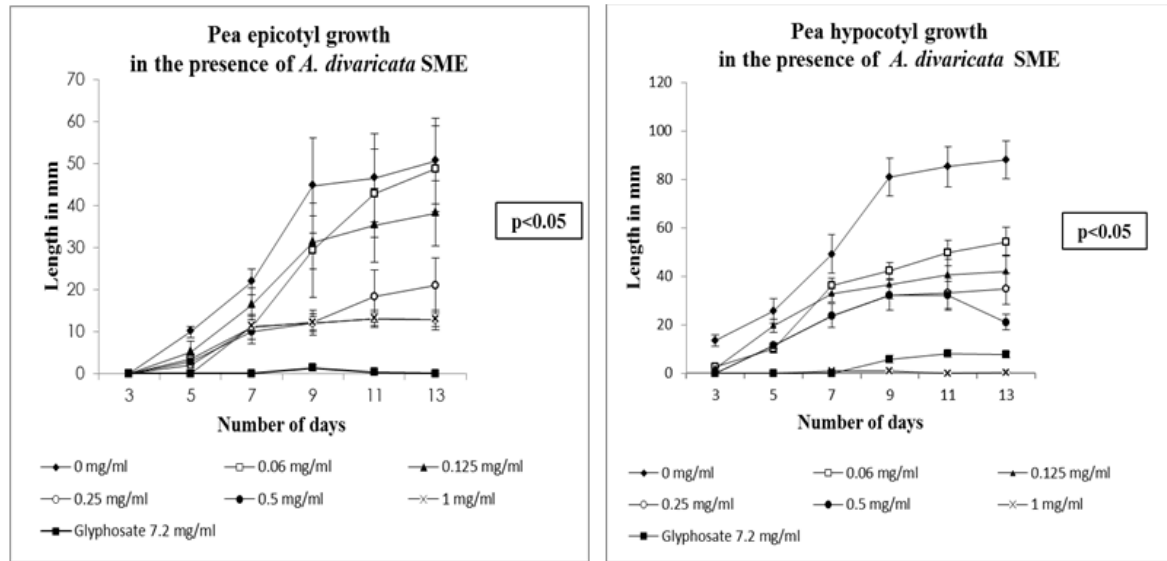 Pea epicotyl growth
in the presence of A. divaricata SME
70
60
50
40
30
20
10
0
Length in mm
3 5 7 9 11 13
Number of days
p<0.05
0 mg/ml 0.06 mg/ml 0.125 mg/ml
0.25 mg/ml 0.5 mg/ml 1 mg/ml
Glyphosate 7.2 mg/ml
Pea hypocotyl growth
in the presence of A. divaricata SME
120
100
80
60
40
20
0
Length in mm
3 5 7 9 11 13
Number of days
p<0.05
0 mg/ml 0.06 mg/ml 0.125 mg/ml
0.25 mg/ml 0.5 mg/ml 1 mg/ml
Glyphosate 7.2 mg/ml